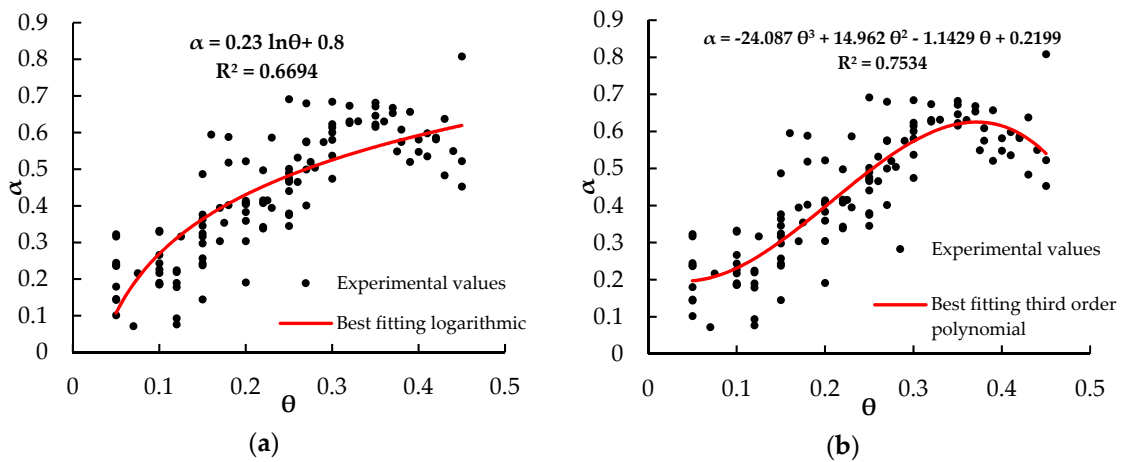 α = 0.23 lnθ+ 0.8
R² = 0.6694
0.9
0.8
0.7
0.6
0.5
0.4
0.3
0.2
0.1
0
α
Experimental values
Best fitting logarithmic
0 0.1 0.2 0.3 0.4 0.5
θ
(a)
α = -24.087 θ³ + 14.962 θ² - 1.1429 θ + 0.2199
R² = 0.7534
0.9
0.8
0.7
0.6
0.5
0.4
0.3
0.2
0.1
0
α
Experimental values
Best fitting third order
polynomial
0 0.1 0.2 0.3 0.4 0.5
θ
(b)